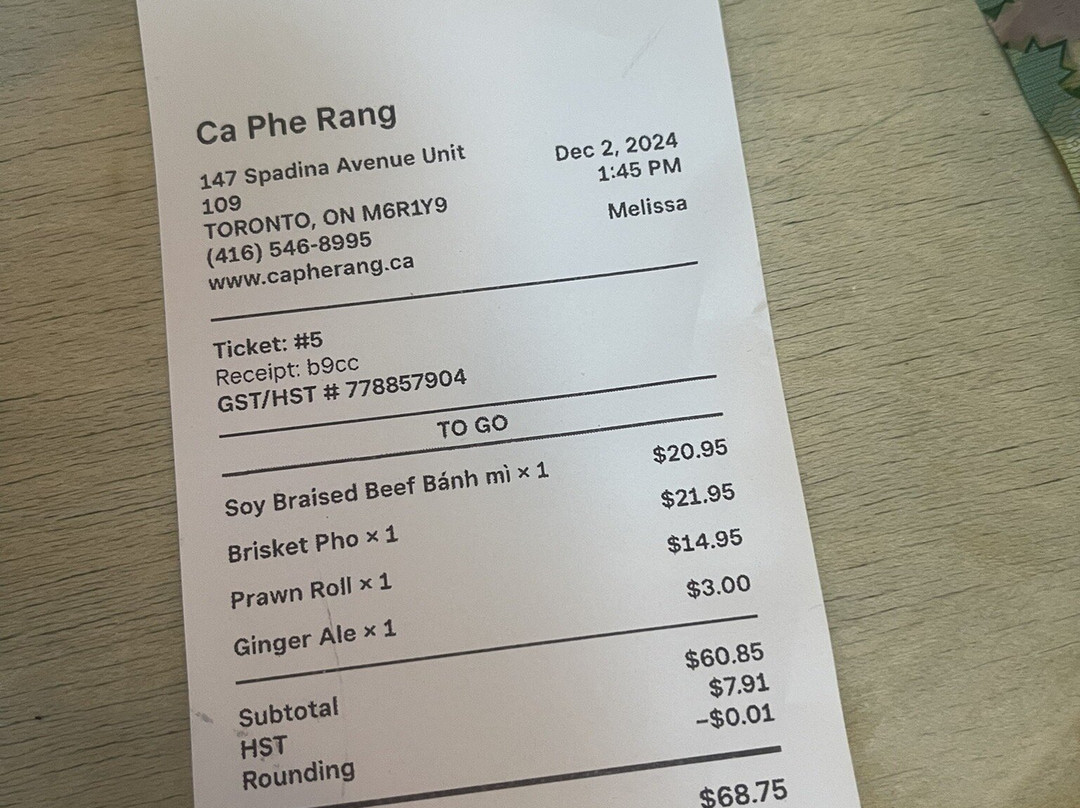 Ca Phe Rang
147 Spadina Avenue Unit
109
TORONTO, ON M6R1Y9
(416) 546-8995
www.capherang.ca
Dec 2, 2024
1:45 PM
Melissa
Ticket: #5
Receipt: b9cc
GST/HST # 778857904
TO GO
Soy Braised Beef Bánh mì × 1 $20.95
Brisket Pho × 1 $21.95
Prawn Roll × 1 $14.95
Ginger Ale × 1 $3.00
Subtotal $60.85
HST $7.91
Rounding -$0.01
$68.75